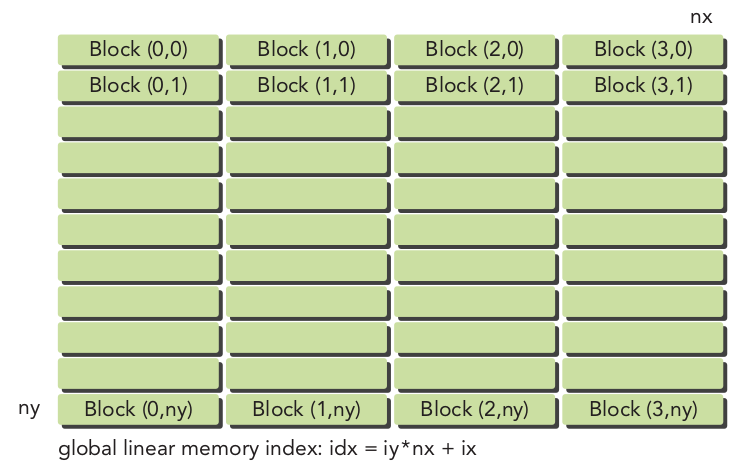 nx
Block (0,0) Block (1,0) Block (2,0) Block (3,0)
Block (0,1) Block (1,1) Block (2,1) Block (3,1)
ny Block (0,ny) Block (1,ny) Block (2,ny) Block (3,ny)
global linear memory index: idx = iy*nx + ix